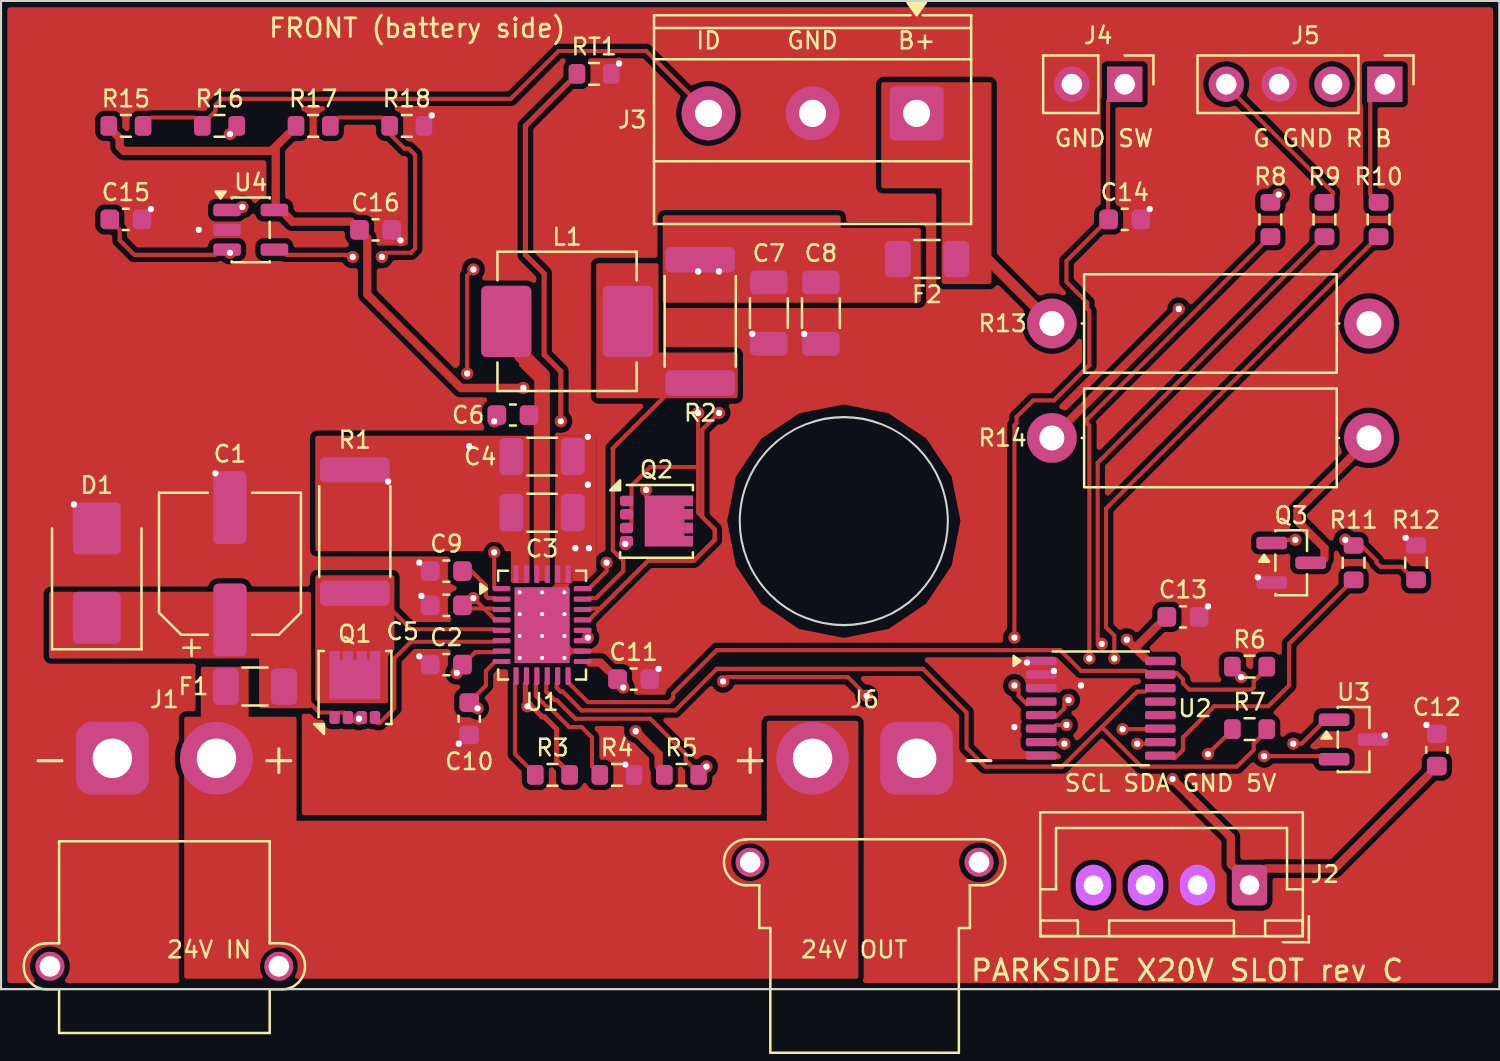 FRONT (battery side)
RT1
ID GND B+
J4
J5
R15 R16 R17 R18
J3
GND SW
G GND R B
U4
C15
C16
C14
R8 R9 R10
L1
C7 C8
F2
R13
C6
R2
R14
R1
C1
C4
Q2
D1
C9
C3
Q3
R11 R12
C13
C5
Q1
C2
C11
R6
+
F1
J1
U1
J6
U2
R7
U3
C12
− +
C10
R3 R4 R5
+ −
SCL SDA GND 5V
J2
24V IN
24V OUT
PARKSIDE X20V SLOT rev C